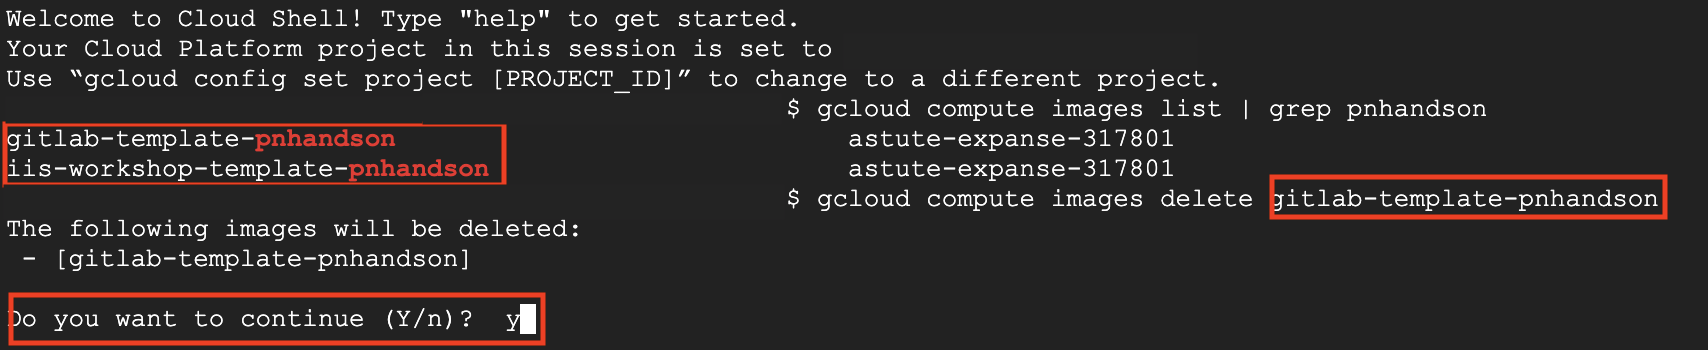 Welcome to Cloud Shell! Type "help" to get started.
Your Cloud Platform project in this session is set to
Use “gcloud config set project [PROJECT_ID]” to change to a different project.
$ gcloud compute images list | grep pnhandson
gitlab-template-pnhandson astute-expanse-317801
iis-workshop-template-pnhandson astute-expanse-317801
$ gcloud compute images delete gitlab-template-pnhandson
The following images will be deleted:
- [gitlab-template-pnhandson]
Do you want to continue (Y/n)? y